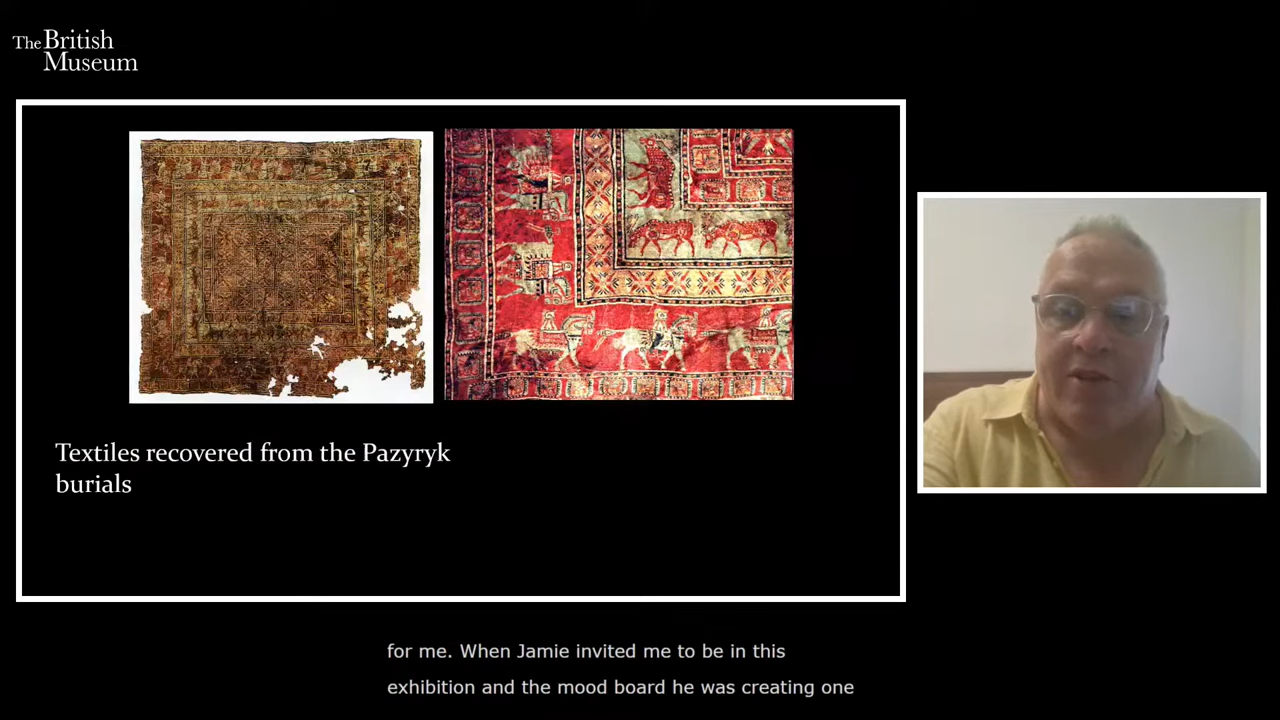 The British
Museum
Textiles recovered from the Pazyryk
burials
for me. When Jamie invited me to be in this
exhibition and the mood board he was creating one